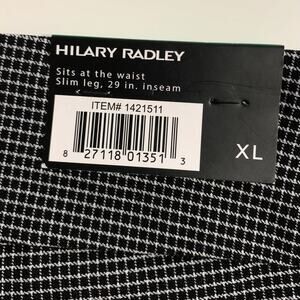 HILARY RADLEY
Sits at the waist
Slim leg, 29 in. inseam
ITEM# 1421511
8 27118 01351 3
XL